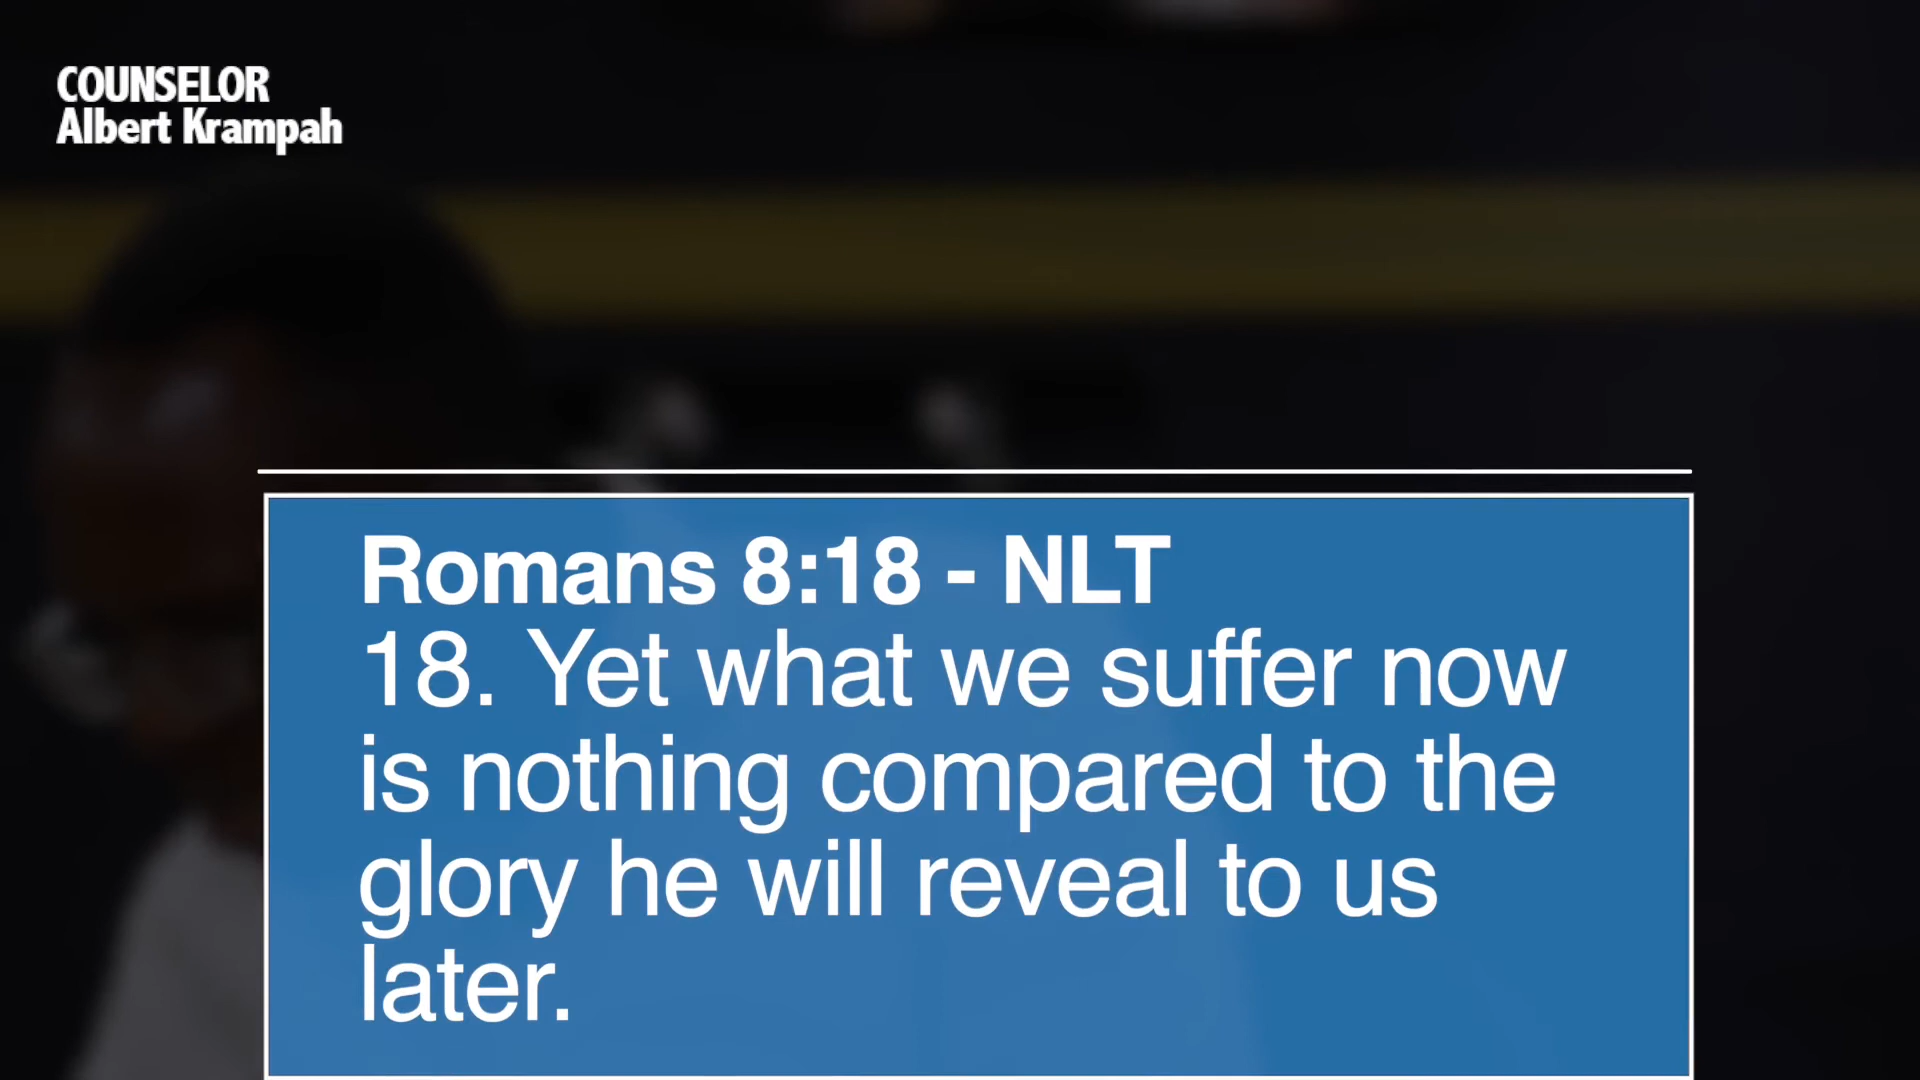 COUNSELOR
Albert Krampah
Romans 8:18 - NLT
18. Yet what we suffer now
is nothing compared to the
glory he will reveal to us
later.